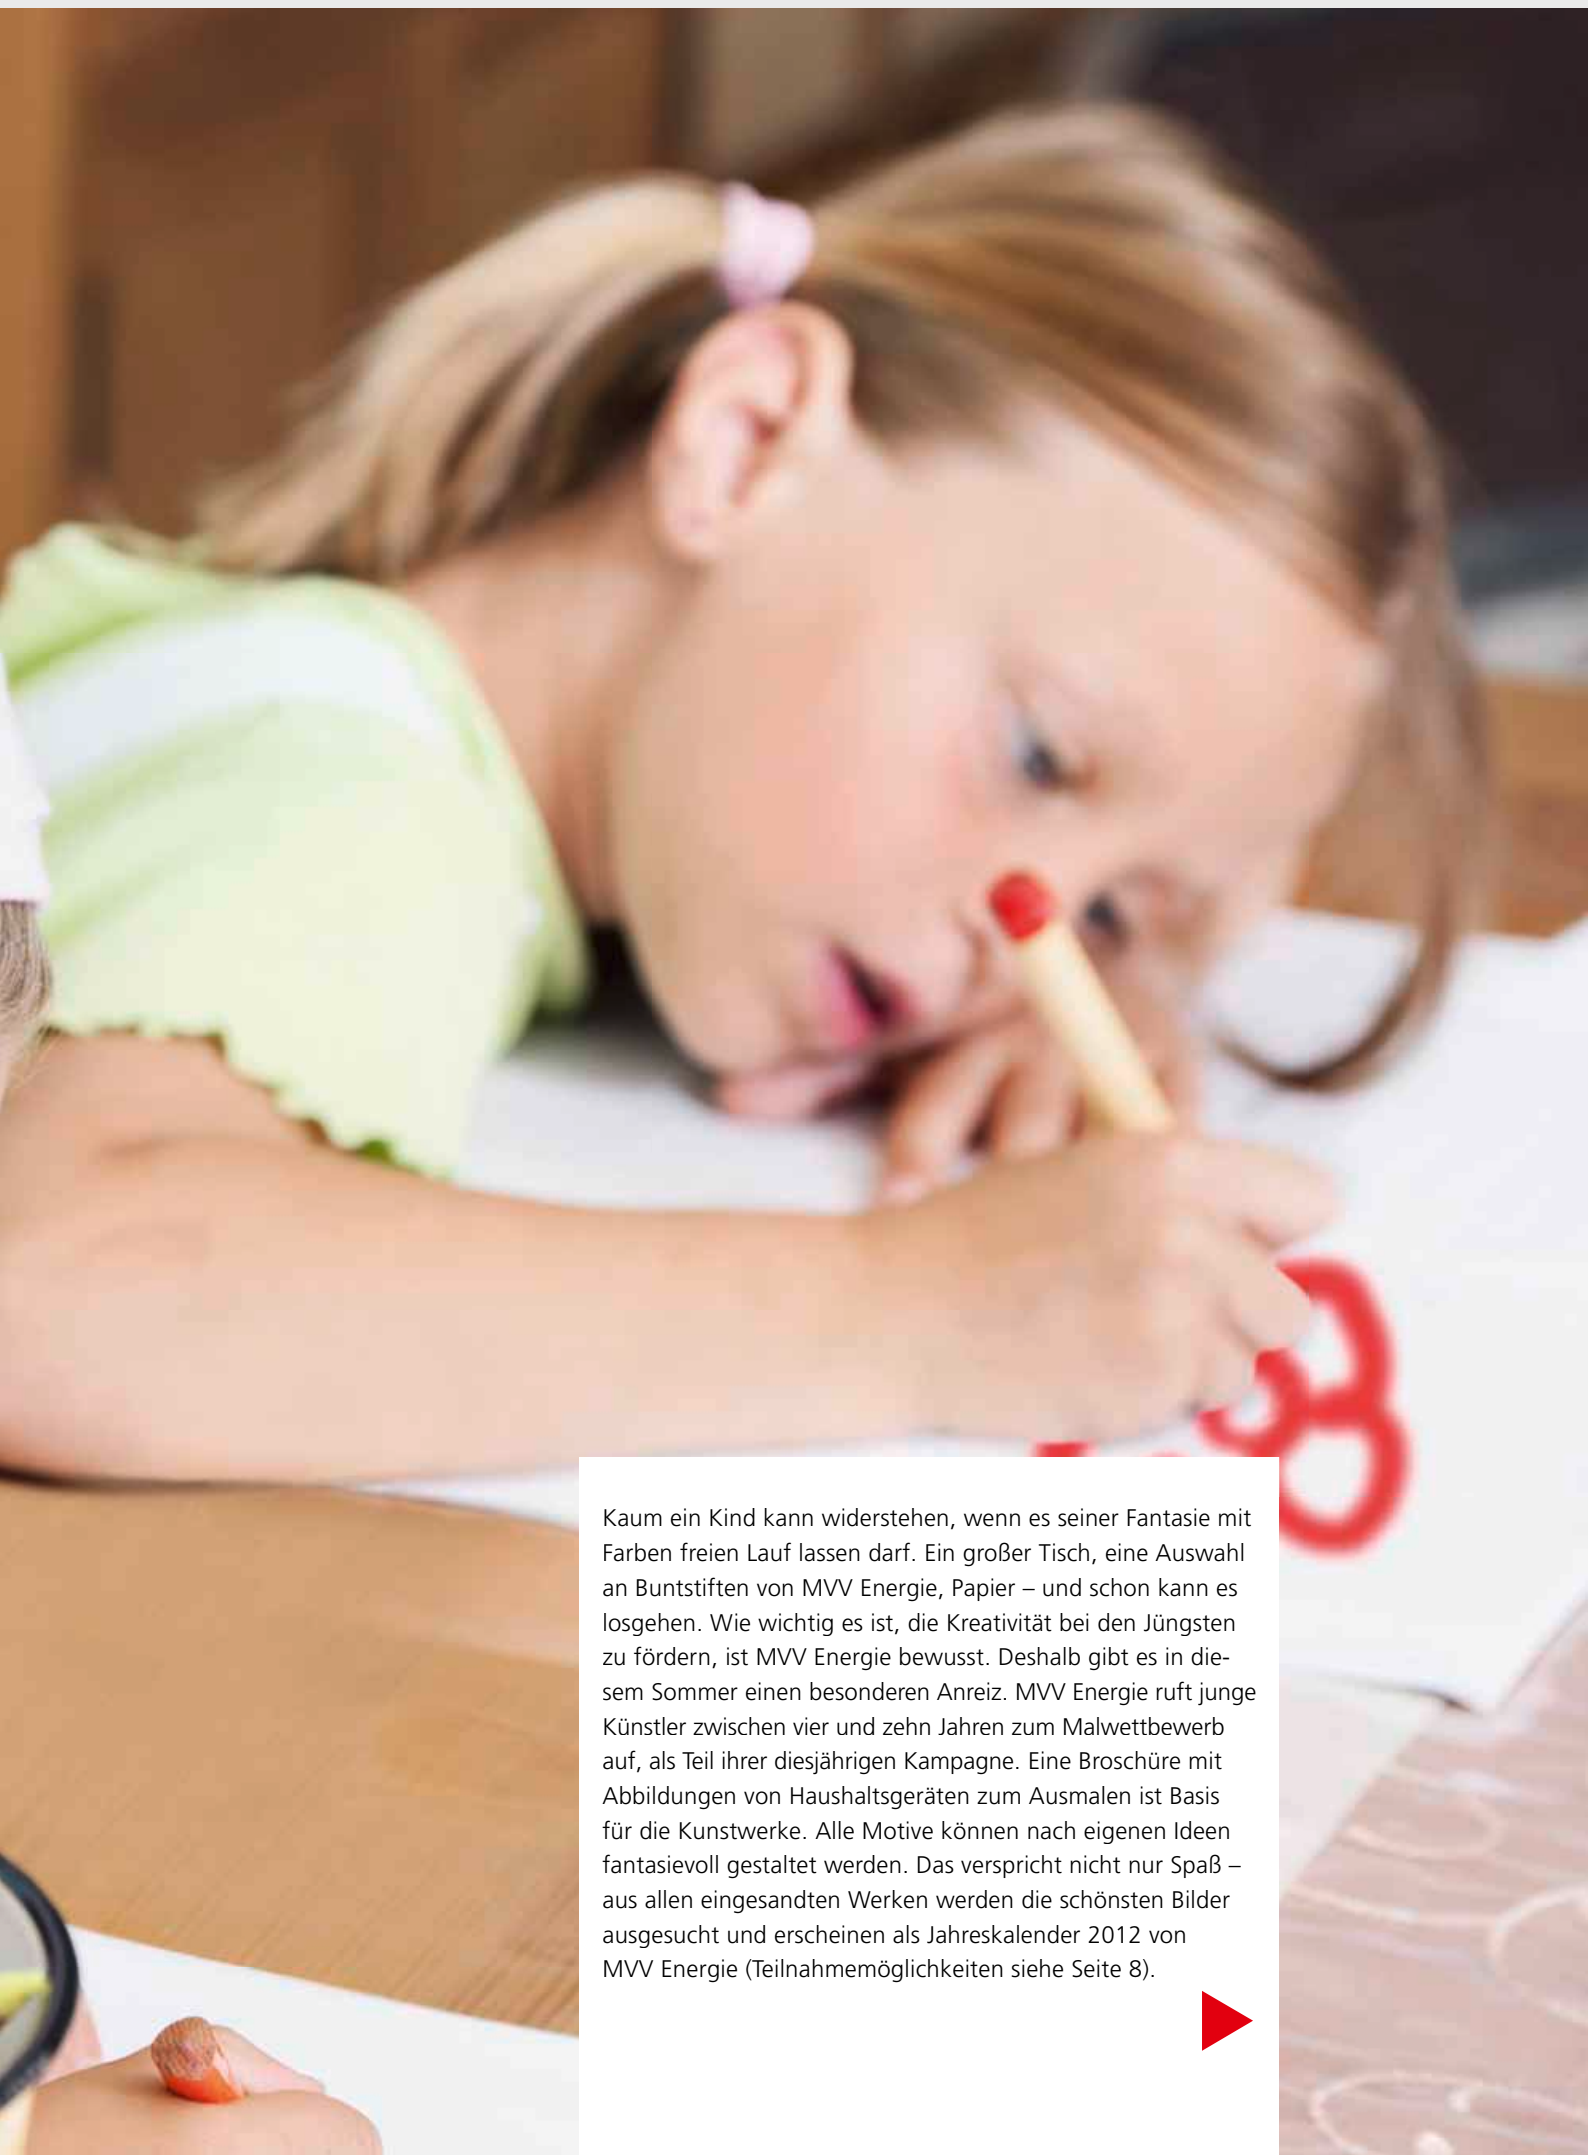 Kaum ein Kind kann widerstehen, wenn es seiner Fantasie mit
Farben freien Lauf lassen darf. Ein großer Tisch, eine Auswahl
an Buntstiften von MVV Energie, Papier – und schon kann es
losgehen. Wie wichtig es ist, die Kreativität bei den Jüngsten
zu fördern, ist MVV Energie bewusst. Deshalb gibt es in die-
sem Sommer einen besonderen Anreiz. MVV Energie ruft junge
Künstler zwischen vier und zehn Jahren zum Malwettbewerb
auf, als Teil ihrer diesjährigen Kampagne. Eine Broschüre mit
Abbildungen von Haushaltsgeräten zum Ausmalen ist Basis
für die Kunstwerke. Alle Motive können nach eigenen Ideen
fantasievoll gestaltet werden. Das verspricht nicht nur Spaß –
aus allen eingesandten Werken werden die schönsten Bilder
ausgesucht und erscheinen als Jahreskalender 2012 von
MVV Energie (Teilnahmemöglichkeiten siehe Seite 8).